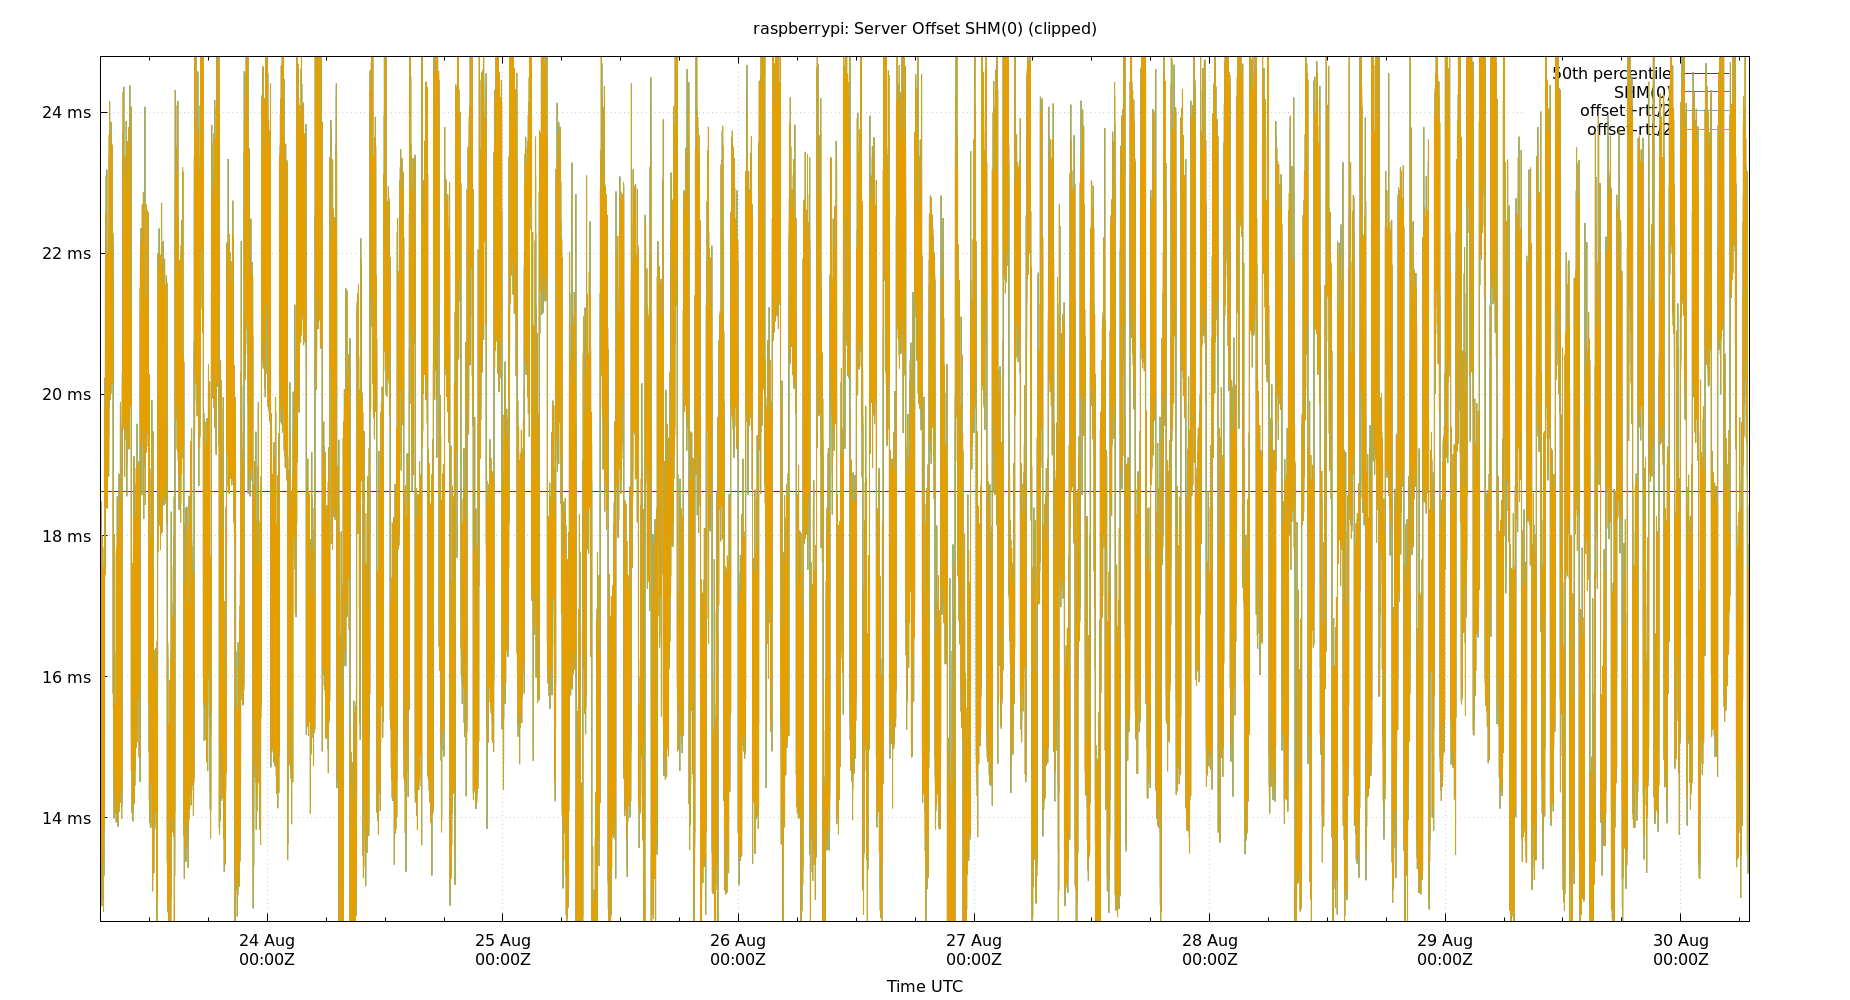 raspberrypi: Server Offset SHM(0) (clipped)
50th percentile
SHM(0)
offset+rtt/2
offset-rtt/2
24 ms
22 ms
20 ms
18 ms
16 ms
14 ms
24 Aug
00:00Z
25 Aug
00:00Z
26 Aug
00:00Z
27 Aug
00:00Z
28 Aug
00:00Z
29 Aug
00:00Z
30 Aug
00:00Z
Time UTC